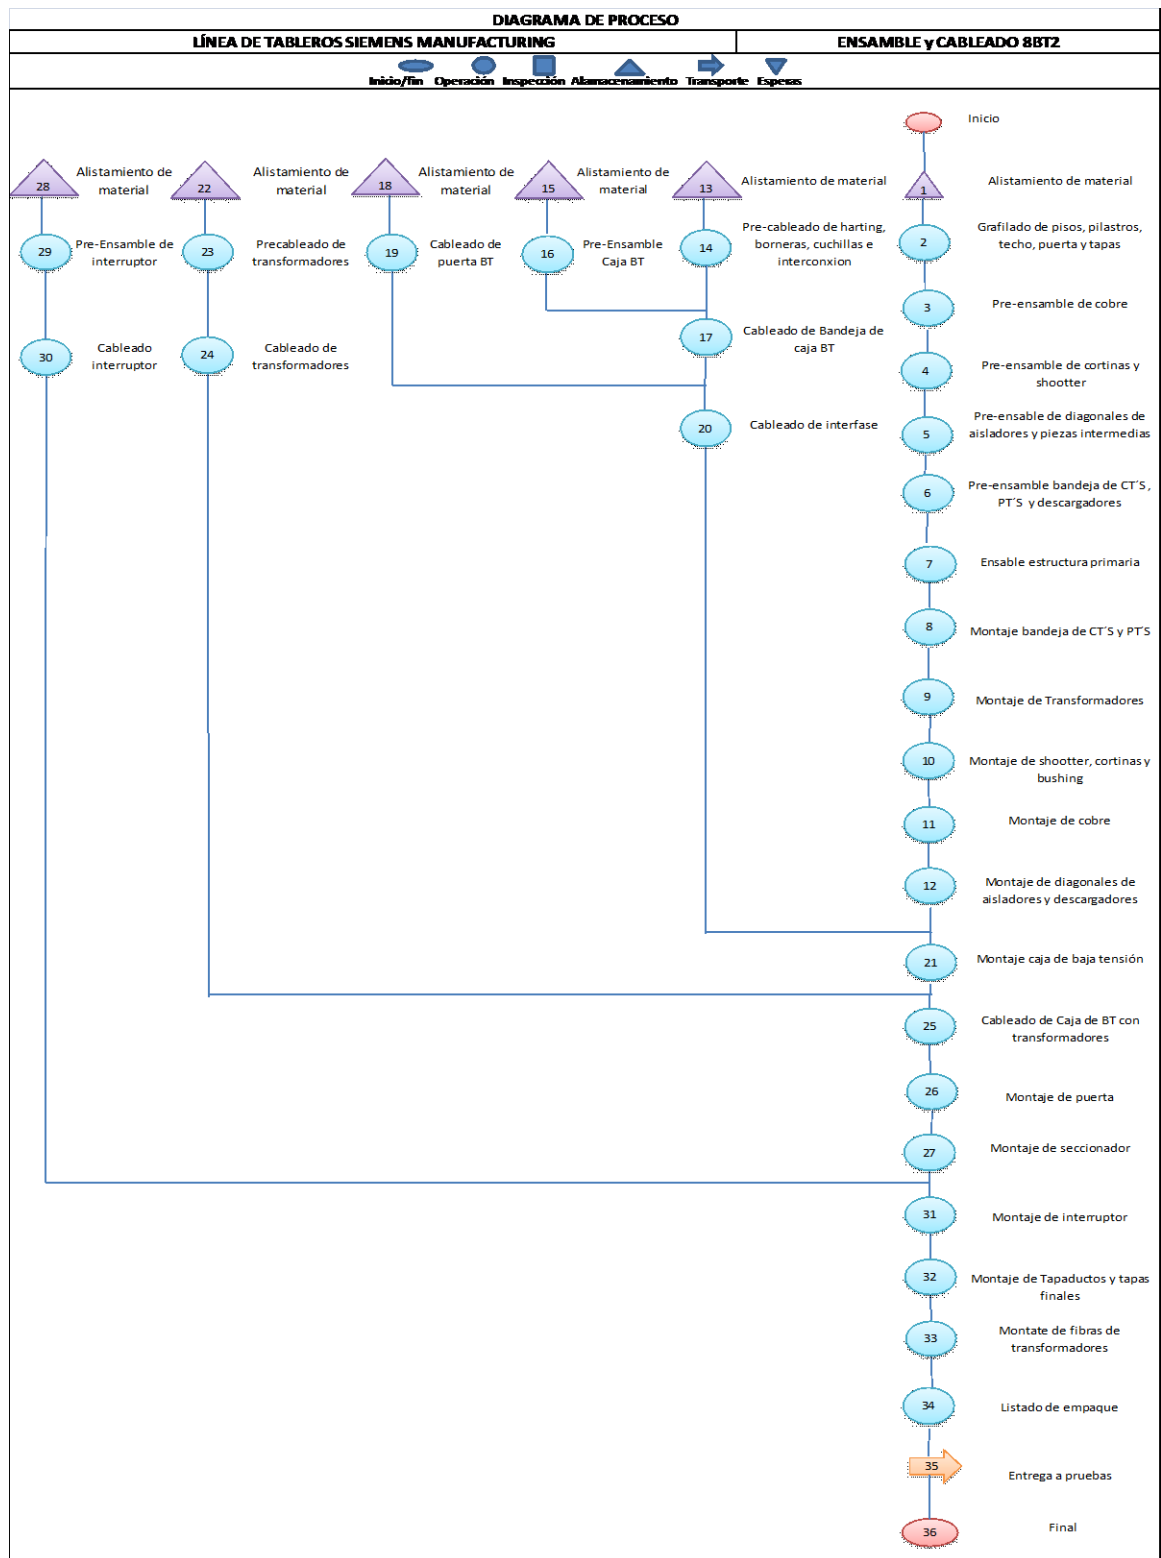 DIAGRAMA DE PROCESO
LÍNEA DE TABLEROS SIEMENS MANUFACTURING
ENSAMBLE y CABLEADO 8BT2
Inicio/fin Operación Inspección Alamacenamiento Transporte Esperas
Inicio
28
Alistamiento de
material
22
Alistamiento de
material
18
Alistamiento de
material
15
Alistamiento de
material
13
Alistamiento de material
1
Alistamiento de material
29
Pre-Ensamble de
interruptor
23
Precableado de
transformadores
19
Cableado de
puerta BT
16
Pre-Ensamble
Caja BT
14
Pre-cableado de harting,
borneras, cuchillas e
interconxion
2
Grafilado de pisos, pilastros,
techo, puerta y tapas
3
Pre-ensamble de cobre
30
Cableado
interruptor
24
Cableado de
transformadores
17
Cableado de Bandeja de
caja BT
4
Pre-ensamble de cortinas y
shootter
20
Cableado de interfase
5
Pre-ensable de diagonales de
aisladores y piezas intermedias
6
Pre-ensamble bandeja de CT´S ,
PT´S y descargadores
7
Ensable estructura primaria
8
Montaje bandeja de CT´S y PT´S
9
Montaje de Transformadores
10
Montaje de shootter, cortinas y
bushing
11
Montaje de cobre
12
Montaje de diagonales de
aisladores y descargadores
21
Montaje caja de baja tensión
25
Cableado de Caja de BT con
transformadores
26
Montaje de puerta
27
Montaje de seccionador
31
Montaje de interruptor
32
Montaje de Tapaductos y tapas
finales
33
Montate de fibras de
transformadores
34
Listado de empaque
35
Entrega a pruebas
36
Final